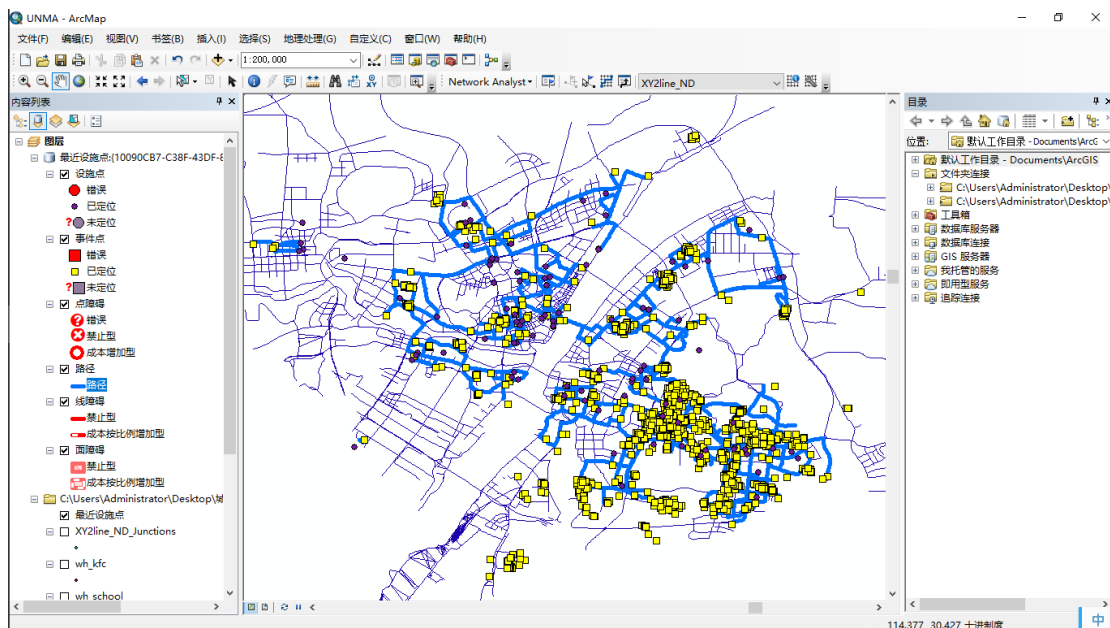 UNMA - ArcMap
文件(F) 编辑(E) 视图(V) 书签(B) 插入(I) 选择(S) 地理处理(G) 自定义(C) 窗口(W) 帮助(H)
1:200,000
Network Analyst XY2line_ND
内容列表
图层
最近设施点:{10090CB7-C38F-43DF-8
设施点
错误
已定位
?未定位
事件点
错误
已定位
?未定位
点障碍
错误
禁止型
成本增加型
路径
路径
线障碍
禁止型
成本按比例增加型
面障碍
禁止型
成本按比例增加型
C:\Users\Administrator\Desktop\城
最近设施点
XY2line_ND_Junctions
wh_kfc
wh_school
目录
位置: 默认工作目录 - Documents\ArcG
默认工作目录 - Documents\ArcGIS
文件夹连接
C:\Users\Administrator\Desktop\
C:\Users\Administrator\Desktop\
工具箱
数据库服务器
数据库连接
GIS 服务器
我托管的服务
即用型服务
追踪连接
114.377 30.427 十进制度
中